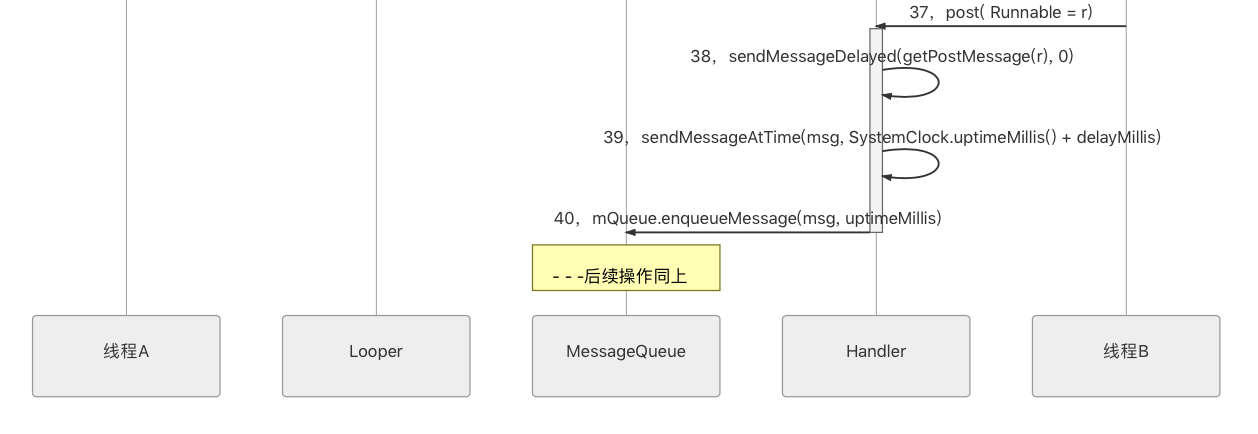 37，post( Runnable = r)
38，sendMessageDelayed(getPostMessage(r), 0)
39，sendMessageAtTime(msg, SystemClock.uptimeMillis() + delayMillis)
40，mQueue.enqueueMessage(msg, uptimeMillis)
- - -后续操作同上
线程A
Looper
MessageQueue
Handler
线程B